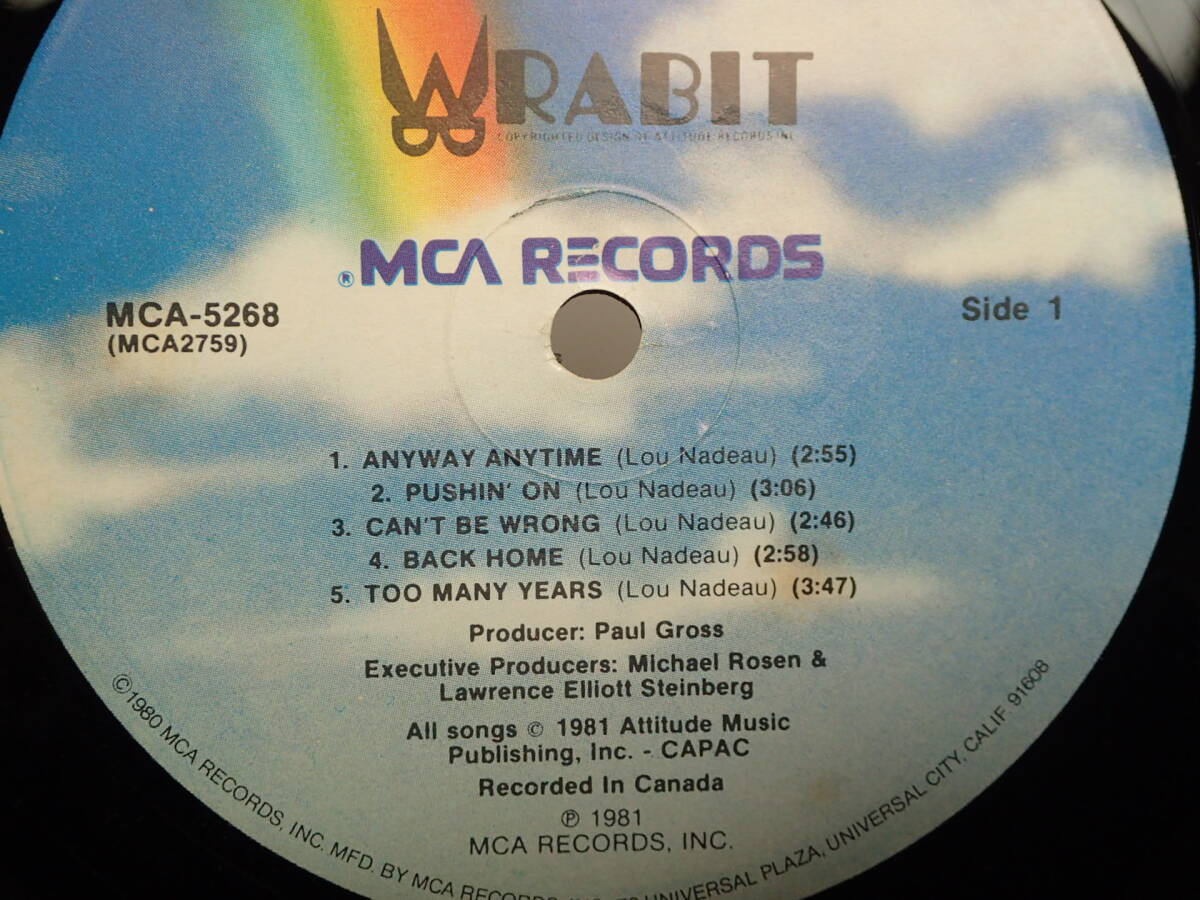 WRABIT
COPYRIGHTED DESIGN OF ATTITUDE RECORDS INC.
® MCA RECORDS
MCA-5268
(MCA2759)
Side 1
1. ANYWAY ANYTIME (Lou Nadeau) (2:55)
2. PUSHIN' ON (Lou Nadeau) (3:06)
3. CAN'T BE WRONG (Lou Nadeau) (2:46)
4. BACK HOME (Lou Nadeau) (2:58)
5. TOO MANY YEARS (Lou Nadeau) (3:47)
Producer: Paul Gross
Executive Producers: Michael Rosen &
Lawrence Elliott Steinberg
All songs © 1981 Attitude Music
Publishing, Inc. - CAPAC
Recorded In Canada
℗ 1981
MCA RECORDS, INC.
©1980 MCA RECORDS, INC. MFD. BY MCA RECORDS, UNIVERSAL PLAZA, UNIVERSAL CITY, CALIF. 91608